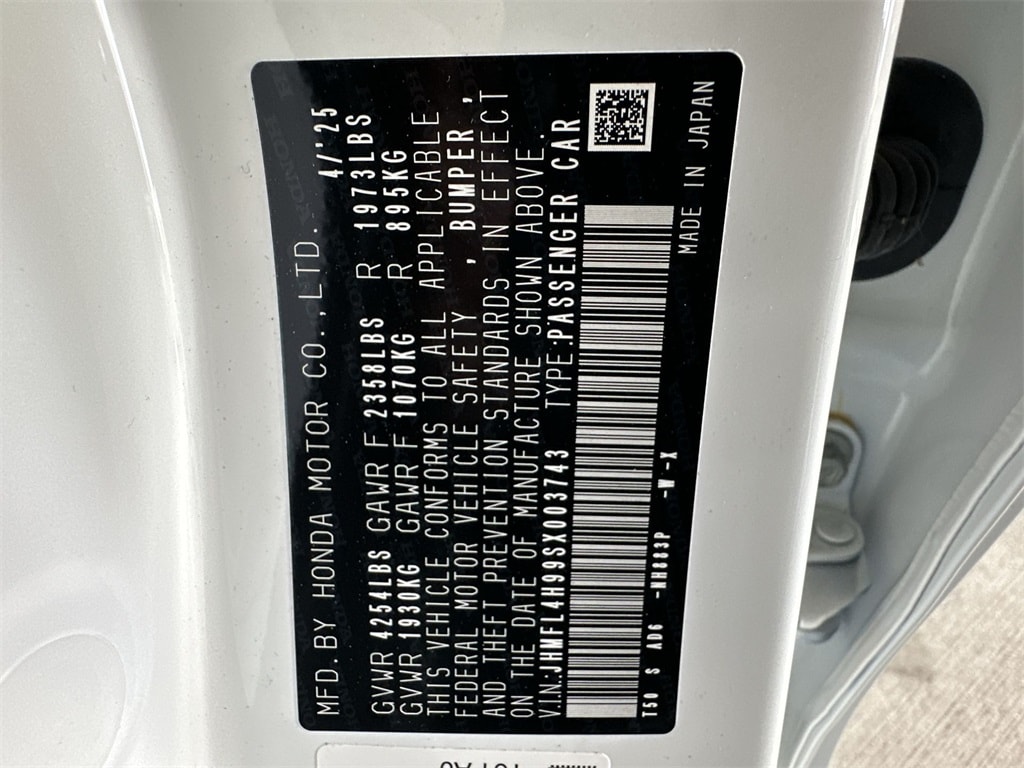 MFD. BY HONDA MOTOR CO.,LTD. 4/'25
GVWR 4254LBS GAWR F 2358LBS R 1973LBS
GVWR 1930KG GAWR F 1070KG R 895KG
THIS VEHICLE CONFORMS TO ALL APPLICABLE
FEDERAL MOTOR VEHICLE SAFETY , BUMPER ,
AND THEFT PREVENTION STANDARDS IN EFFECT
ON THE DATE OF MANUFACTURE SHOWN ABOVE.
V.I.N:JHMFL4H99SX003743 TYPE:PASSENGER CAR
T50 S AD6 -NH883P -W-X
MADE IN JAPAN